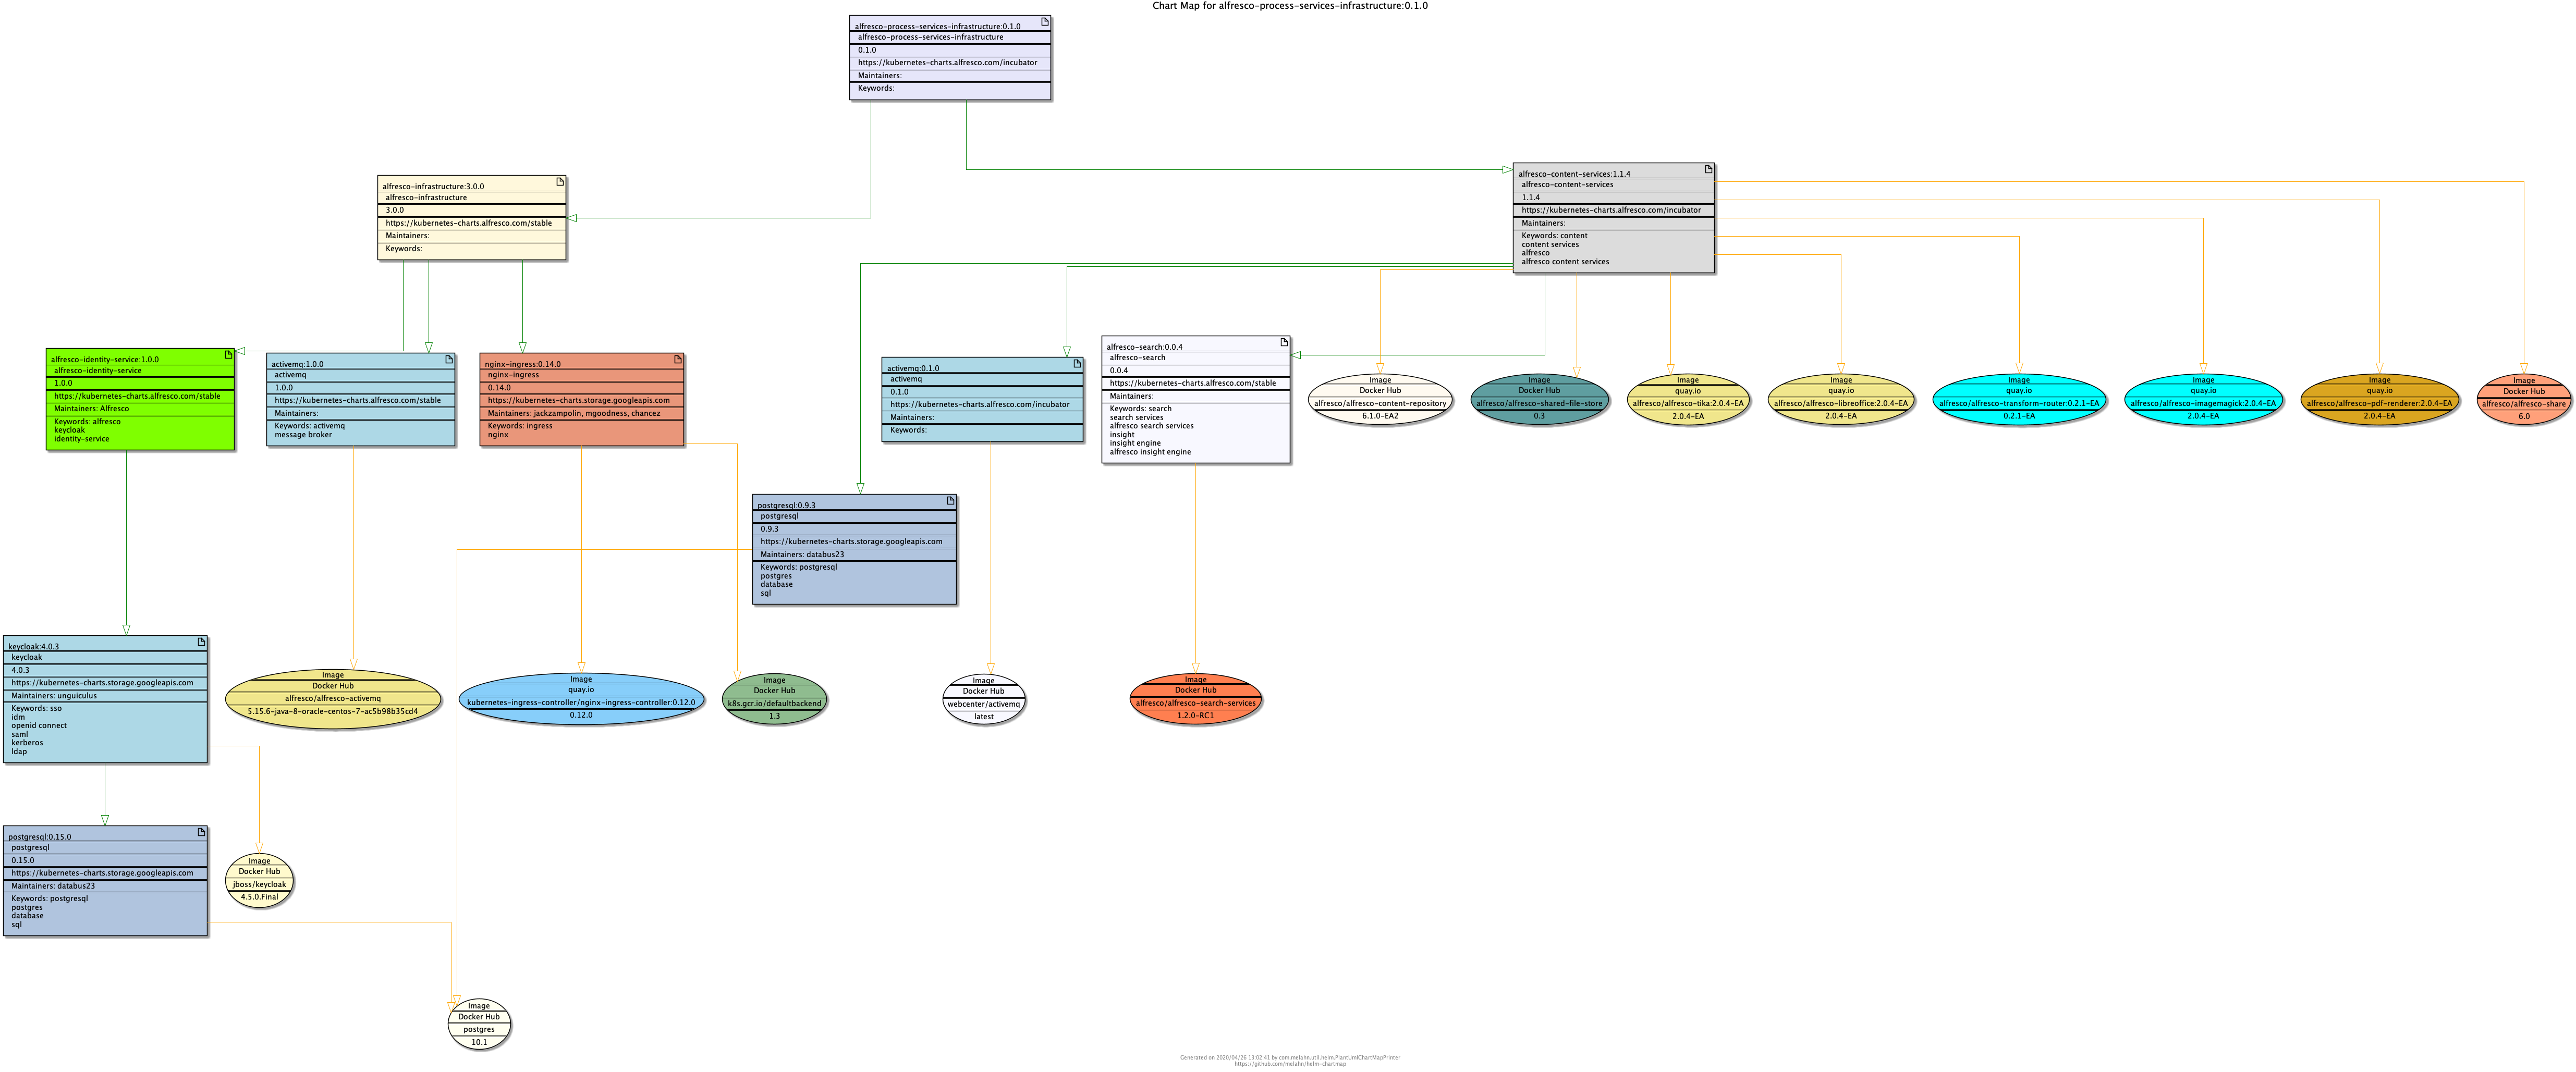 Chart Map for alfresco-process-services-infrastructure:0.1.0
alfresco-process-services-infrastructure:0.1.0
alfresco-process-services-infrastructure
0.1.0
https://kubernetes-charts.alfresco.com/incubator
Maintainers:
Keywords:
alfresco-content-services:1.1.4
alfresco-content-services
1.1.4
https://kubernetes-charts.alfresco.com/incubator
Maintainers:
Keywords: content
content services
alfresco
alfresco content services
alfresco-infrastructure:3.0.0
alfresco-infrastructure
3.0.0
https://kubernetes-charts.alfresco.com/stable
Maintainers:
Keywords:
alfresco-identity-service:1.0.0
alfresco-identity-service
1.0.0
https://kubernetes-charts.alfresco.com/stable
Maintainers: Alfresco
Keywords: alfresco
keycloak
identity-service
activemq:1.0.0
activemq
1.0.0
https://kubernetes-charts.alfresco.com/stable
Maintainers:
Keywords: activemq
message broker
nginx-ingress:0.14.0
nginx-ingress
0.14.0
https://kubernetes-charts.storage.googleapis.com
Maintainers: jackzampolin, mgoodness, chancez
Keywords: ingress
nginx
activemq:0.1.0
activemq
0.1.0
https://kubernetes-charts.alfresco.com/incubator
Maintainers:
Keywords:
alfresco-search:0.0.4
alfresco-search
0.0.4
https://kubernetes-charts.alfresco.com/stable
Maintainers:
Keywords: search
search services
alfresco search services
insight
insight engine
alfresco insight engine
Image
Docker Hub
alfresco/alfresco-content-repository
6.1.0-EA2
Image
Docker Hub
alfresco/alfresco-shared-file-store
0.3
Image
quay.io
alfresco/alfresco-tika:2.0.4-EA
2.0.4-EA
Image
quay.io
alfresco/alfresco-libreoffice:2.0.4-EA
2.0.4-EA
Image
quay.io
alfresco/alfresco-transform-router:0.2.1-EA
0.2.1-EA
Image
quay.io
alfresco/alfresco-imagemagick:2.0.4-EA
2.0.4-EA
Image
quay.io
alfresco/alfresco-pdf-renderer:2.0.4-EA
2.0.4-EA
Image
Docker Hub
alfresco/alfresco-share
6.0
postgresql:0.9.3
postgresql
0.9.3
https://kubernetes-charts.storage.googleapis.com
Maintainers: databus23
Keywords: postgresql
postgres
database
sql
keycloak:4.0.3
keycloak
4.0.3
https://kubernetes-charts.storage.googleapis.com
Maintainers: unguiculus
Keywords: sso
idm
openid connect
saml
kerberos
ldap
Image
Docker Hub
alfresco/alfresco-activemq
5.15.6-java-8-oracle-centos-7-ac5b98b35cd4
Image
quay.io
kubernetes-ingress-controller/nginx-ingress-controller:0.12.0
0.12.0
Image
Docker Hub
k8s.gcr.io/defaultbackend
1.3
Image
Docker Hub
webcenter/activemq
latest
Image
Docker Hub
alfresco/alfresco-search-services
1.2.0-RC1
postgresql:0.15.0
postgresql
0.15.0
https://kubernetes-charts.storage.googleapis.com
Maintainers: databus23
Keywords: postgresql
postgres
database
sql
Image
Docker Hub
jboss/keycloak
4.5.0.Final
Image
Docker Hub
postgres
10.1
Generated on 2020/04/26 13:02:41 by com.melahn.util.helm.PlantUmlChartMapPrinter
https://github.com/melahn/helm-chartmap